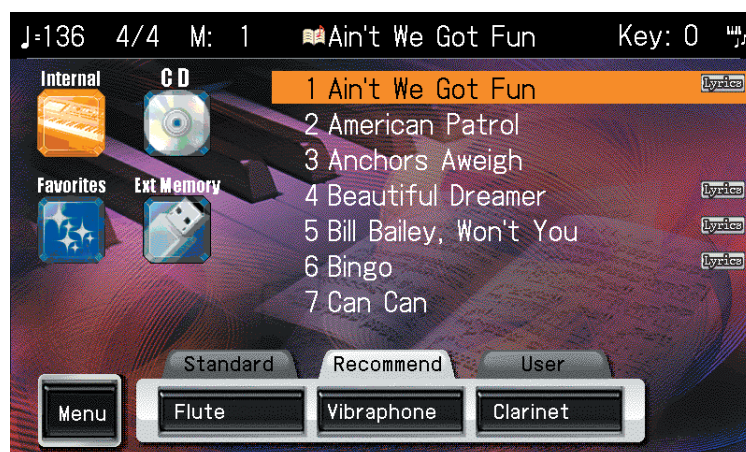 ♩=136 4/4 M: 1 Ain't We Got Fun Key: 0
Internal CD
Favorites Ext Memory
1 Ain't We Got Fun Lyrics
2 American Patrol
3 Anchors Aweigh
4 Beautiful Dreamer Lyrics
5 Bill Bailey, Won't You Lyrics
6 Bingo Lyrics
7 Can Can
Standard Recommend User
Menu Flute Vibraphone Clarinet